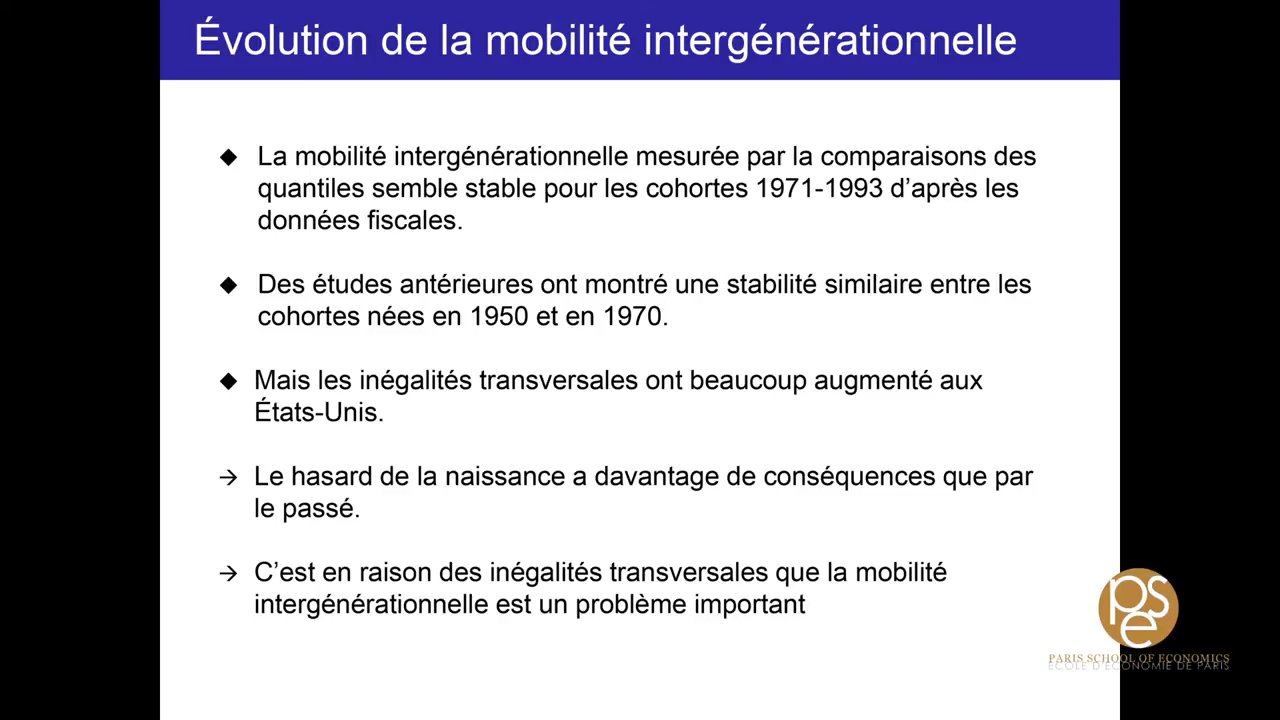 Évolution de la mobilité intergénérationnelle
◆ La mobilité intergénérationnelle mesurée par la comparaisons des
quantiles semble stable pour les cohortes 1971-1993 d’après les
données fiscales.
◆ Des études antérieures ont montré une stabilité similaire entre les
cohortes nées en 1950 et en 1970.
◆ Mais les inégalités transversales ont beaucoup augmenté aux
États-Unis.
→ Le hasard de la naissance a davantage de conséquences que par
le passé.
→ C’est en raison des inégalités transversales que la mobilité
intergénérationnelle est un problème important
pse
PARIS SCHOOL OF ECONOMICS
ECOLE D'ECONOMIE DE PARIS